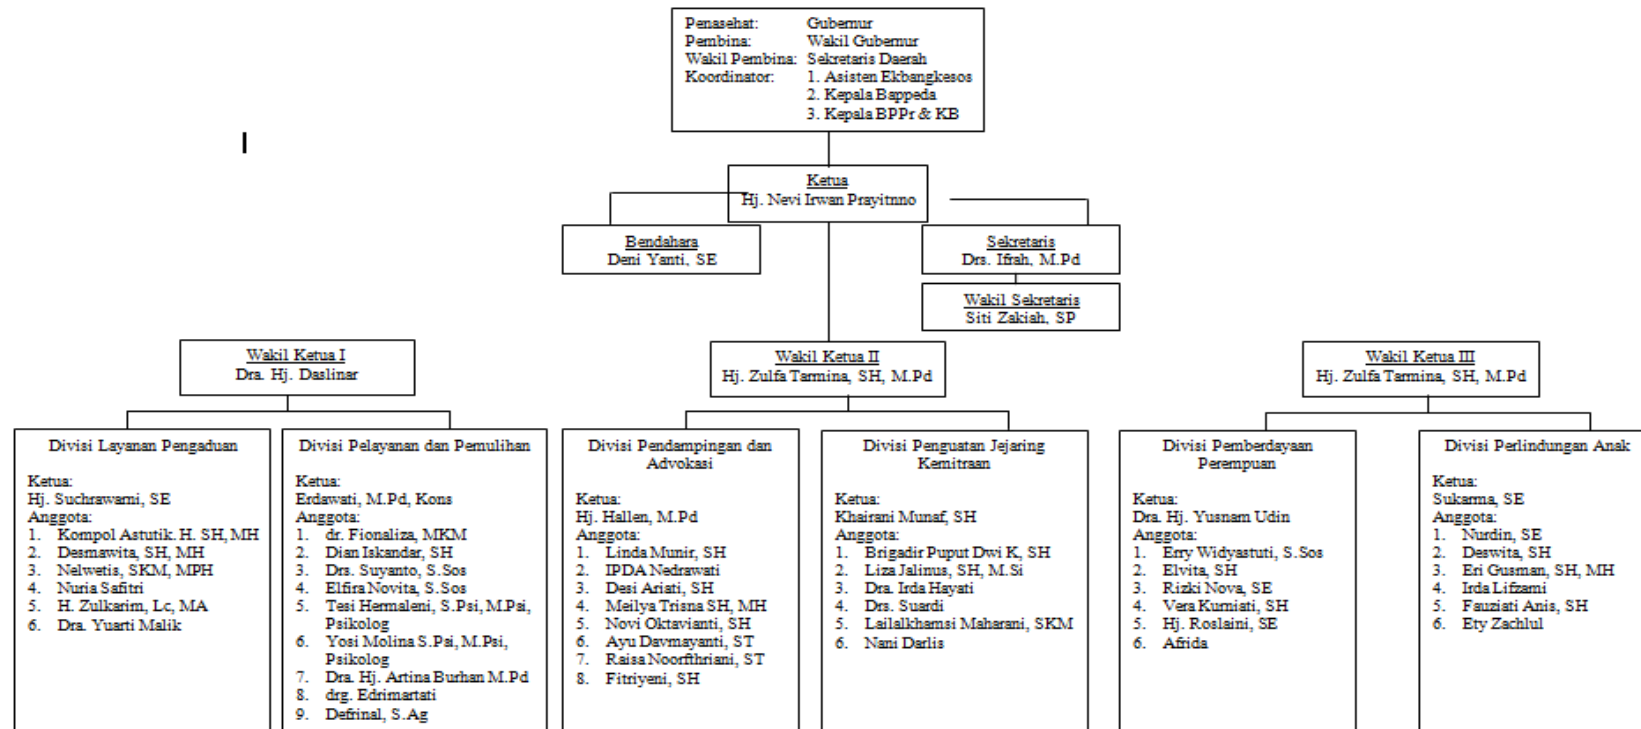 Penasehat: Gubernur
Pembina: Wakil Gubernur
Wakil Pembina: Sekretaris Daerah
Koordinator: 1. Asisten Ekbangkesos
2. Kepala Bappeda
3. Kepala BPPr & KB
Ketua
Hj. Nevi Irwan Prayitnno
Bendahara
Deni Yanti, SE
Sekretaris
Drs. Ifrah, M.Pd
Wakil Sekretaris
Siti Zakiah, SP
Wakil Ketua I
Dra. Hj. Daslinar
Wakil Ketua II
Hj. Zulfa Tarmina, SH, M.Pd
Wakil Ketua III
Hj. Zulfa Tarmina, SH, M.Pd
Divisi Layanan Pengaduan
Ketua:
Hj. Suchrawarni, SE
Anggota:
1. Kompol Astutik. H. SH, MH
2. Desmawita, SH, MH
3. Nelwetis, SKM, MPH
4. Nuria Safitri
5. H. Zulkarim, Lc, MA
6. Dra. Yuarti Malik
Divisi Pelayanan dan Pemulihan
Ketua:
Erdawati, M.Pd, Kons
Anggota:
1. dr. Fionaliza, MKM
2. Dian Iskandar, SH
3. Drs. Suyanto, S.Sos
4. Elfira Novita, S.Sos
5. Tesi Hermaleni, S.Psi, M.Psi,
Psikolog
6. Yosi Molina S.Psi, M.Psi,
Psikolog
7. Dra. Hj. Artina Burhan M.Pd
8. drg. Edrimartati
9. Defrinal, S.Ag
Divisi Pendampingan dan
Advokasi
Ketua:
Hj. Hallen, M.Pd
Anggota:
1. Linda Munir, SH
2. IPDA Nedrawati
3. Desi Ariati, SH
4. Meilya Trisna SH, MH
5. Novi Oktavianti, SH
6. Ayu Davmayanti, ST
7. Raisa Noorfthriani, ST
8. Fitriyeni, SH
Divisi Penguatan Jejaring
Kemitraan
Ketua:
Khairani Munaf, SH
Anggota:
1. Brigadir Puput Dwi K, SH
2. Liza Jalinus, SH, M.Si
3. Dra. Irda Hayati
4. Drs. Suardi
5. Lailalkhamsi Maharani, SKM
6. Nani Darlis
Divisi Pemberdayaan
Perempuan
Ketua:
Dra. Hj. Yusnam Udin
Anggota:
1. Erry Widyastuti, S.Sos
2. Elvita, SH
3. Rizki Nova, SE
4. Vera Kurniati, SH
5. Hj. Roslaini, SE
6. Afrida
Divisi Perlindungan Anak
Ketua:
Sukarma, SE
Anggota:
1. Nurdin, SE
2. Deswita, SH
3. Eri Gusman, SH, MH
4. Irda Lifzami
5. Fauziati Anis, SH
6. Ety Zachlul